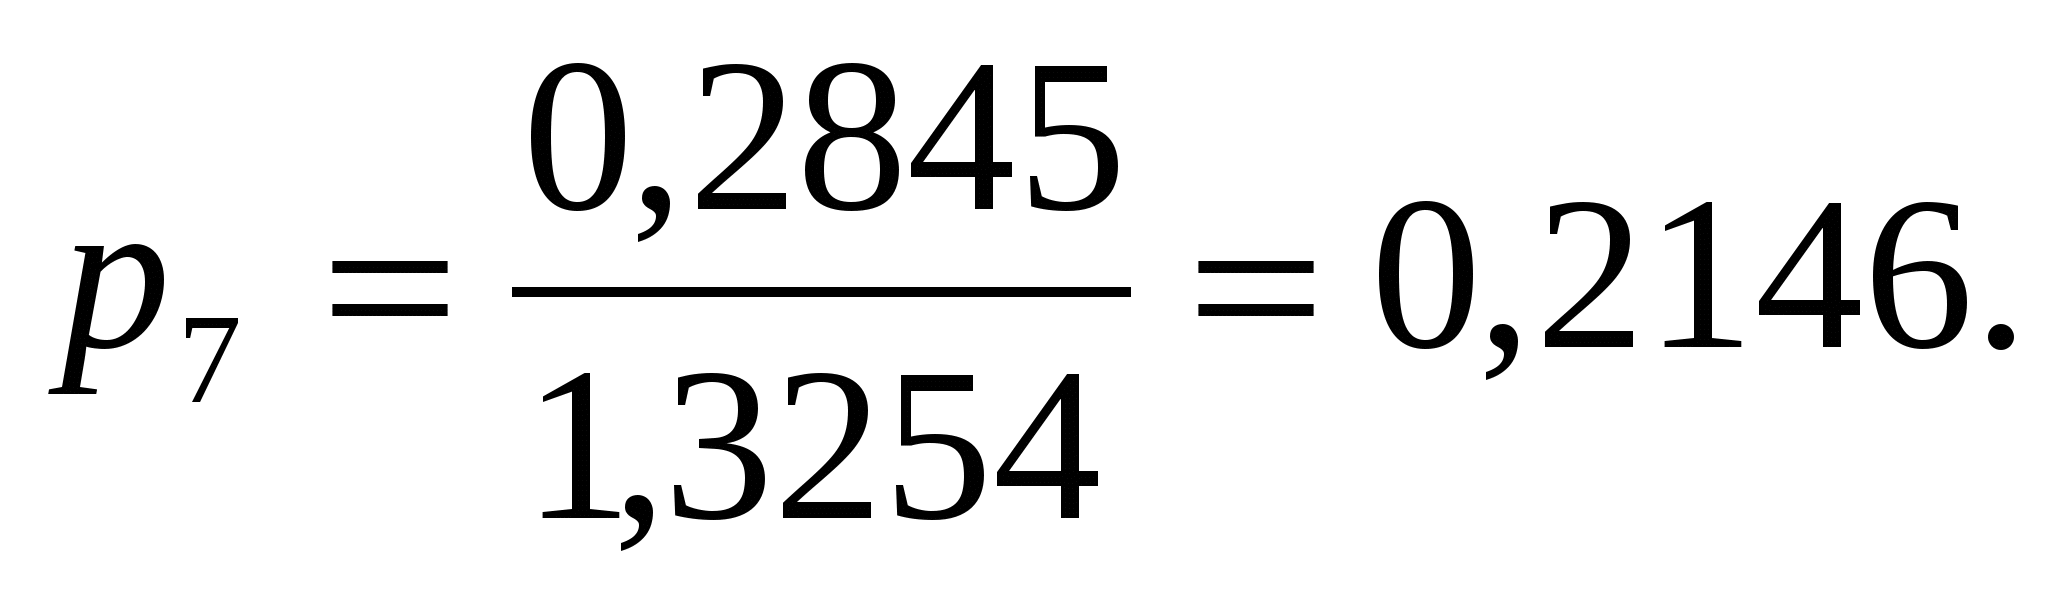 p₇ = 0,2845 / 1,3254 = 0,2146.